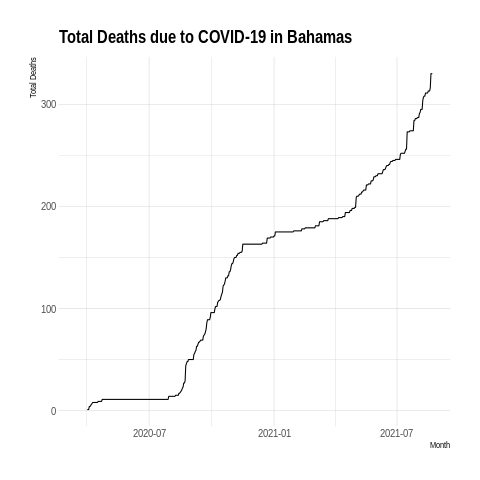 Total Deaths due to COVID-19 in Bahamas
Total Deaths
300
200
100
0
2020-07
2021-01
2021-07
Month